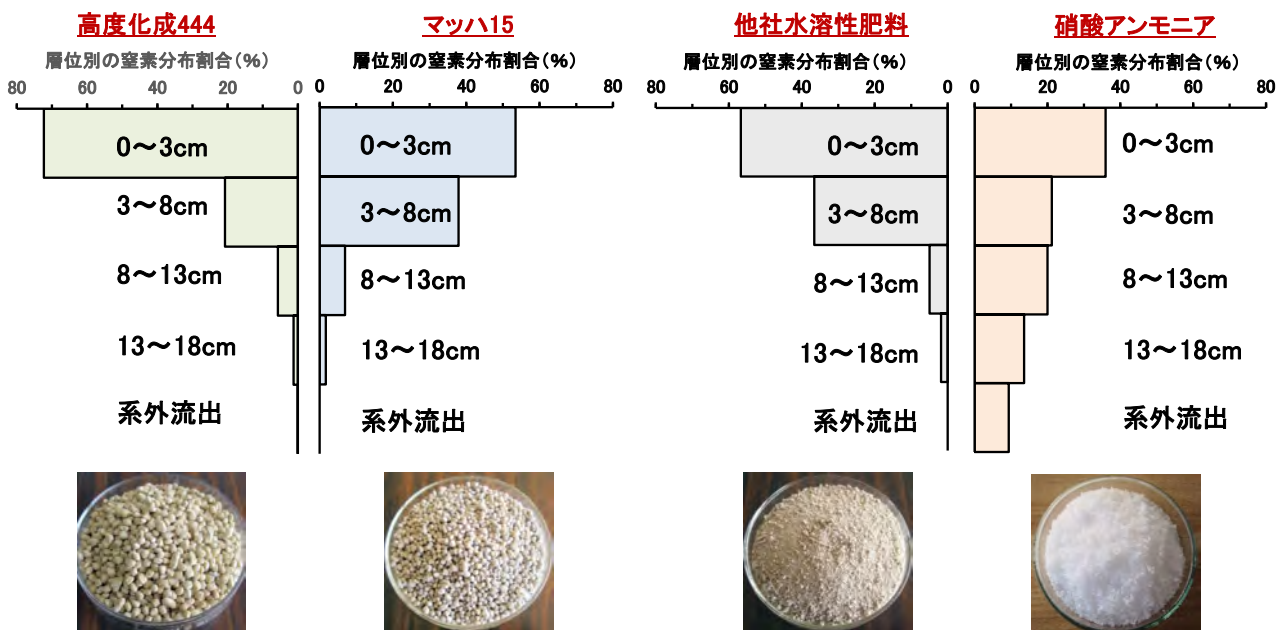 高度化成444
層位別の窒素分布割合(%)
80 60 40 20 0
0～3cm
3～8cm
8～13cm
13～18cm
系外流出
マッハ15
層位別の窒素分布割合(%)
0 20 40 60 80
0～3cm
3～8cm
8～13cm
13～18cm
系外流出
他社水溶性肥料
層位別の窒素分布割合(%)
80 60 40 20 0
0～3cm
3～8cm
8～13cm
13～18cm
系外流出
硝酸アンモニア
層位別の窒素分布割合(%)
0 20 40 60 80
0～3cm
3～8cm
8～13cm
13～18cm
系外流出